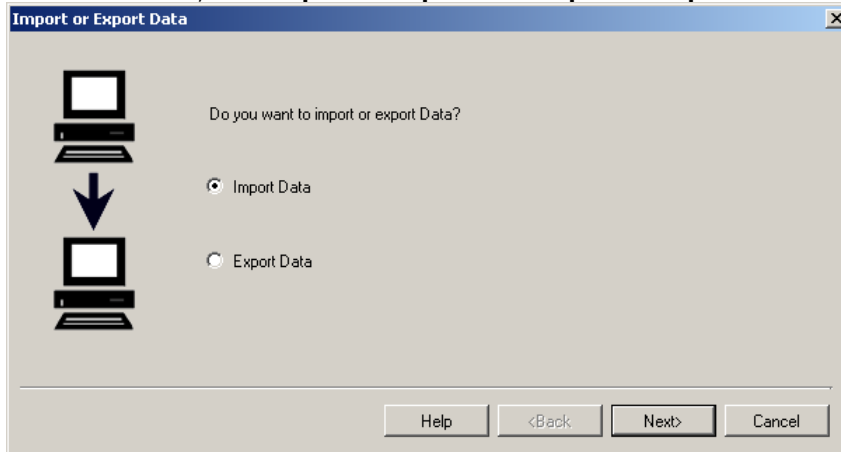 Import or Export Data
Do you want to import or export Data?
Import Data
Export Data
Help <Back Next> Cancel